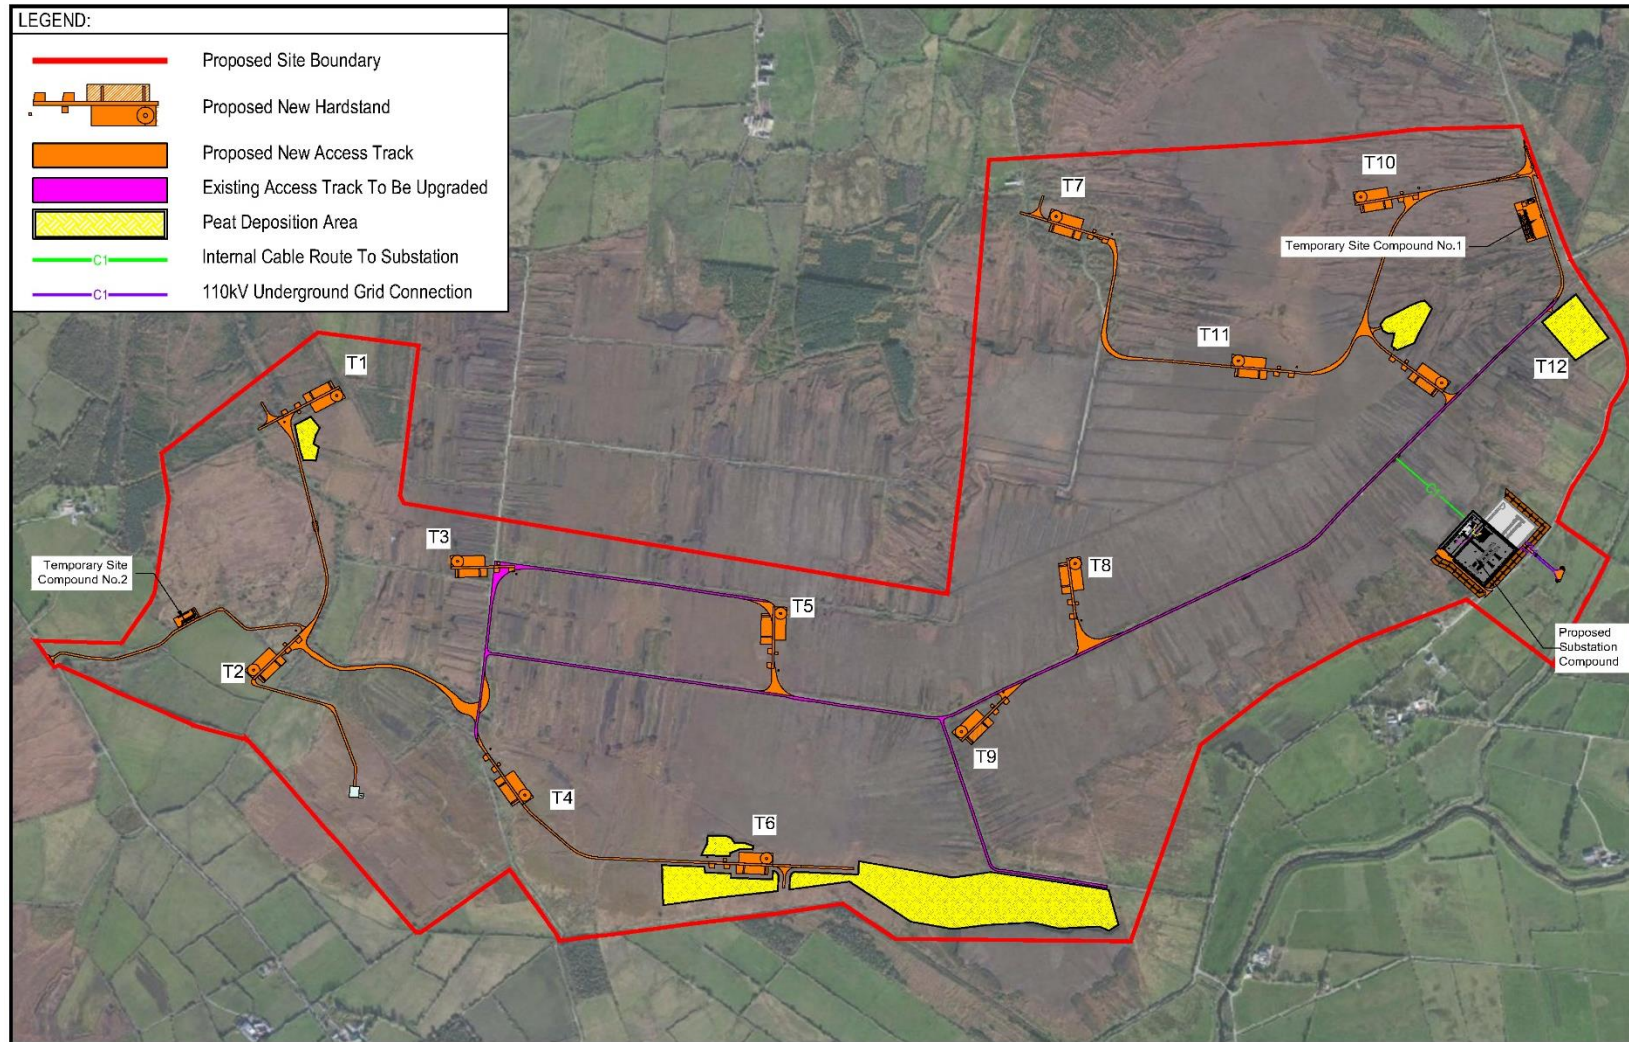 LEGEND:
Proposed Site Boundary
Proposed New Hardstand
Proposed New Access Track
Existing Access Track To Be Upgraded
Peat Deposition Area
C1
Internal Cable Route To Substation
C1
110kV Underground Grid Connection
T10
T7
Temporary Site Compound No.1
T11
T12
T1
C1
T3
T8
Temporary Site
Compound No.2
T5
Proposed
Substation
Compound
T2
T9
T4
T6